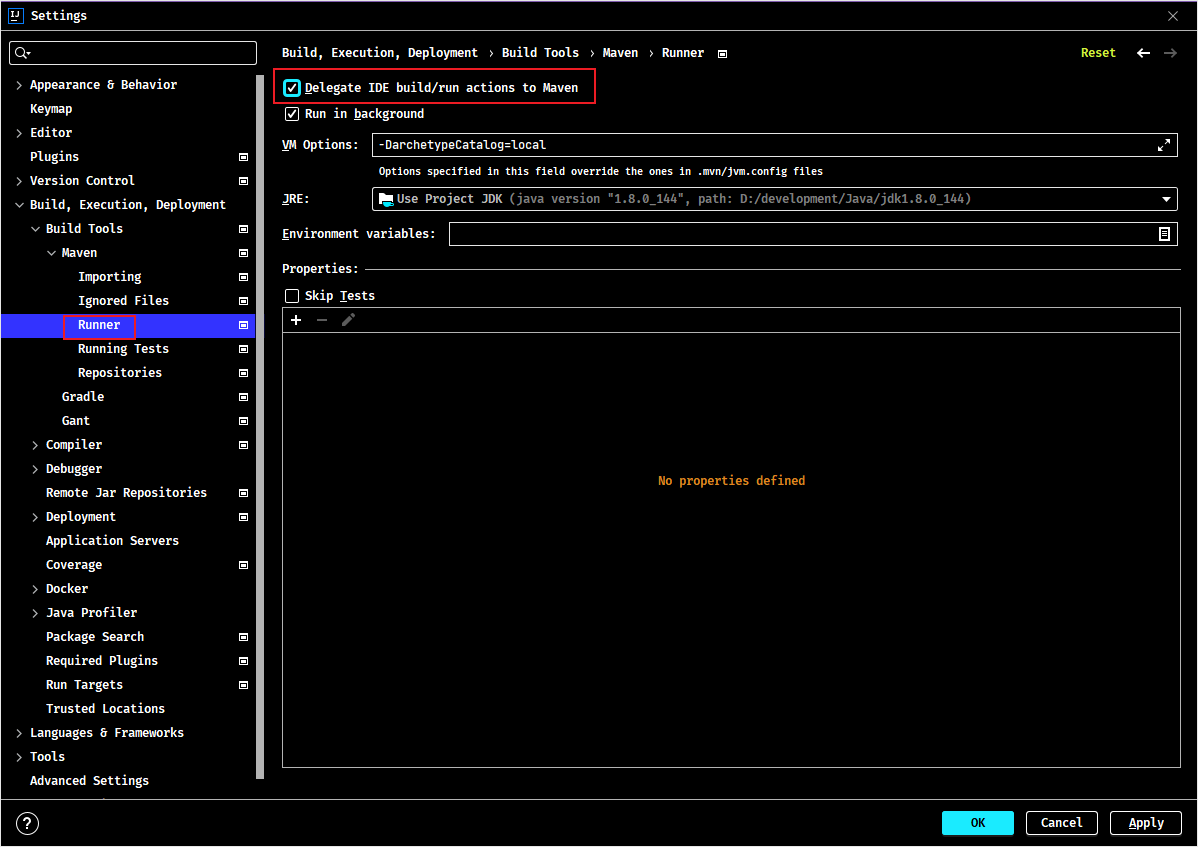 IJ Settings
Build, Execution, Deployment › Build Tools › Maven › Runner
Reset
Appearance & Behavior
Keymap
Editor
Plugins
Version Control
Build, Execution, Deployment
Build Tools
Maven
Importing
Ignored Files
Runner
Running Tests
Repositories
Gradle
Gant
Compiler
Debugger
Remote Jar Repositories
Deployment
Application Servers
Coverage
Docker
Java Profiler
Package Search
Required Plugins
Run Targets
Trusted Locations
Languages & Frameworks
Tools
Advanced Settings
Delegate IDE build/run actions to Maven
Run in background
VM Options: -DarchetypeCatalog=local
Options specified in this field override the ones in .mvn/jvm.config files
JRE: Use Project JDK (java version "1.8.0_144", path: D:/development/Java/jdk1.8.0_144)
Environment variables:
Properties:
Skip Tests
No properties defined
?
OK
Cancel
Apply